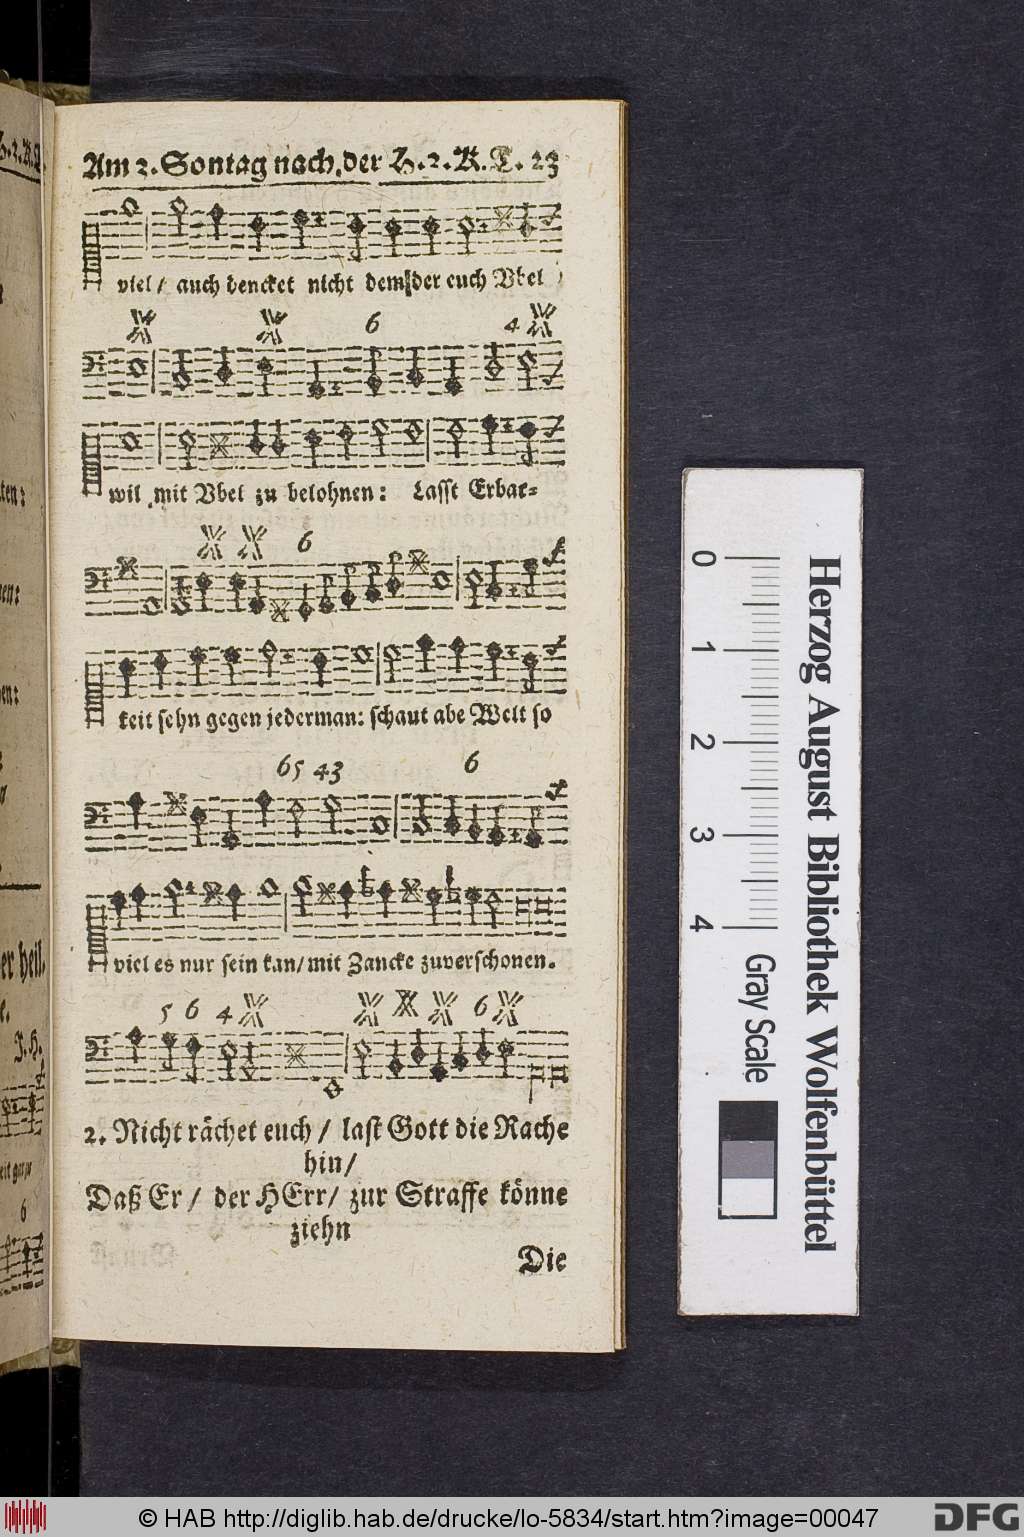 Am 2. Sontag nach der H. 2. K. T. 23
viel / auch dencket nicht dem/der euch Vbel
6 4
wil mit Vbel zu belohnen: Lasst Erbar-
6
keit sehn gegen jederman: schaut abe Welt so
65 43 6
viel es nur sein kan/mit Zancke zuverschonen.
5 6 4 6
2. Nicht rächet euch / last Gott die Rache
hin/
Daß Er / der HErr/ zur Straffe könne
ziehn
Die
Herzog August Bibliothek Wolfenbüttel
0 1 2 3 4
Gray Scale
© HAB http://diglib.hab.de/drucke/lo-5834/start.htm?image=00047
DFG